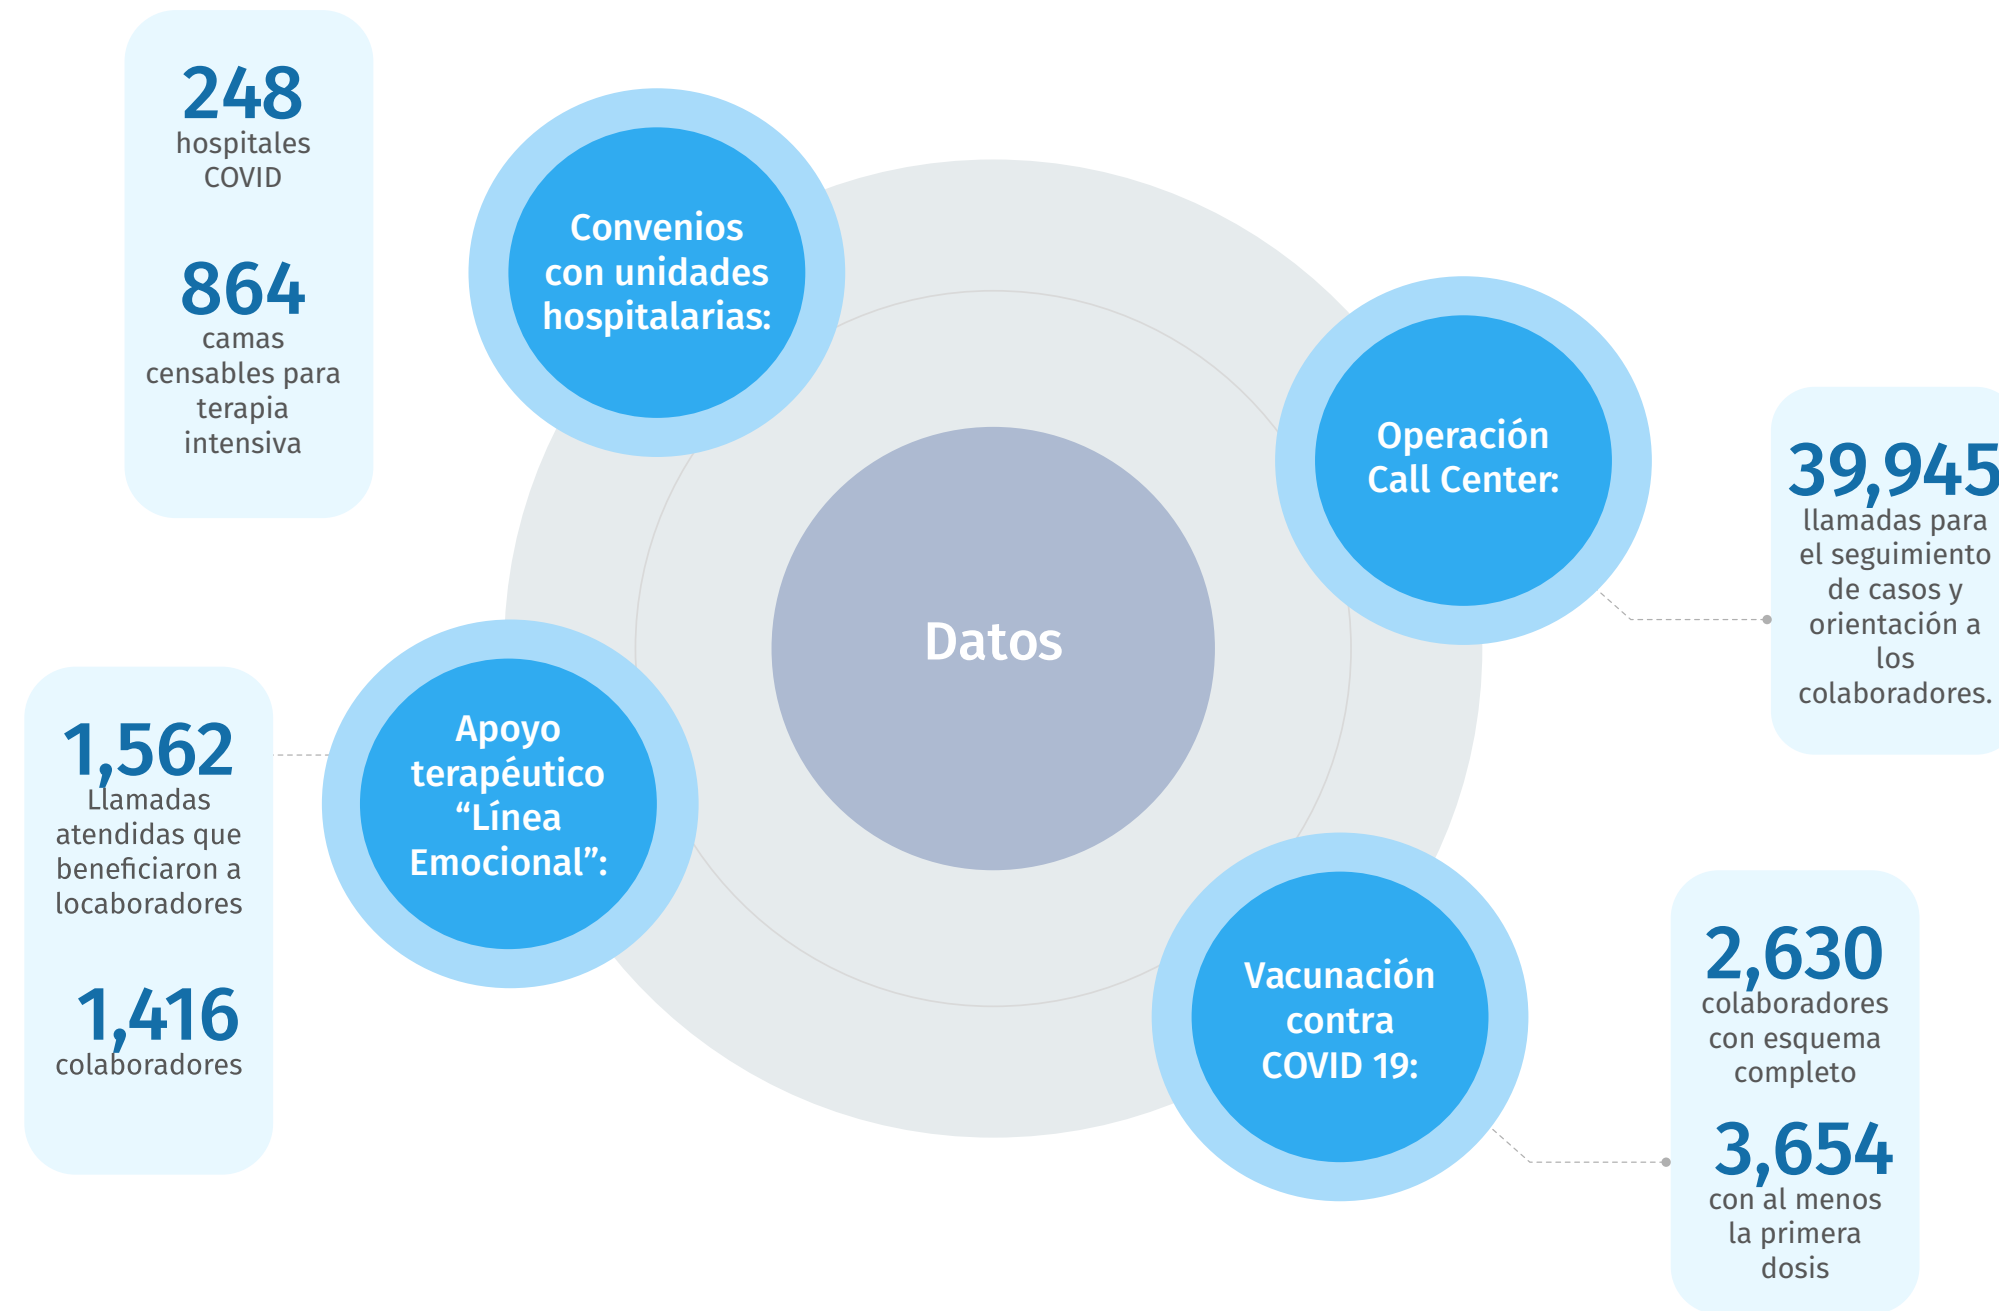 248
hospitales
COVID
864
camas
censables para
terapia
intensiva
Convenios
con unidades
hospitalarias:
Operación
Call Center:
39,945
llamadas para
el seguimiento
de casos y
orientación a
los
colaboradores.
Datos
Apoyo
terapéutico
“Línea
Emocional”:
1,562
Llamadas
atendidas que
beneficiaron a
locaboradores
1,416
colaboradores
Vacunación
contra
COVID 19:
2,630
colaboradores
con esquema
completo
3,654
con al menos
la primera
dosis